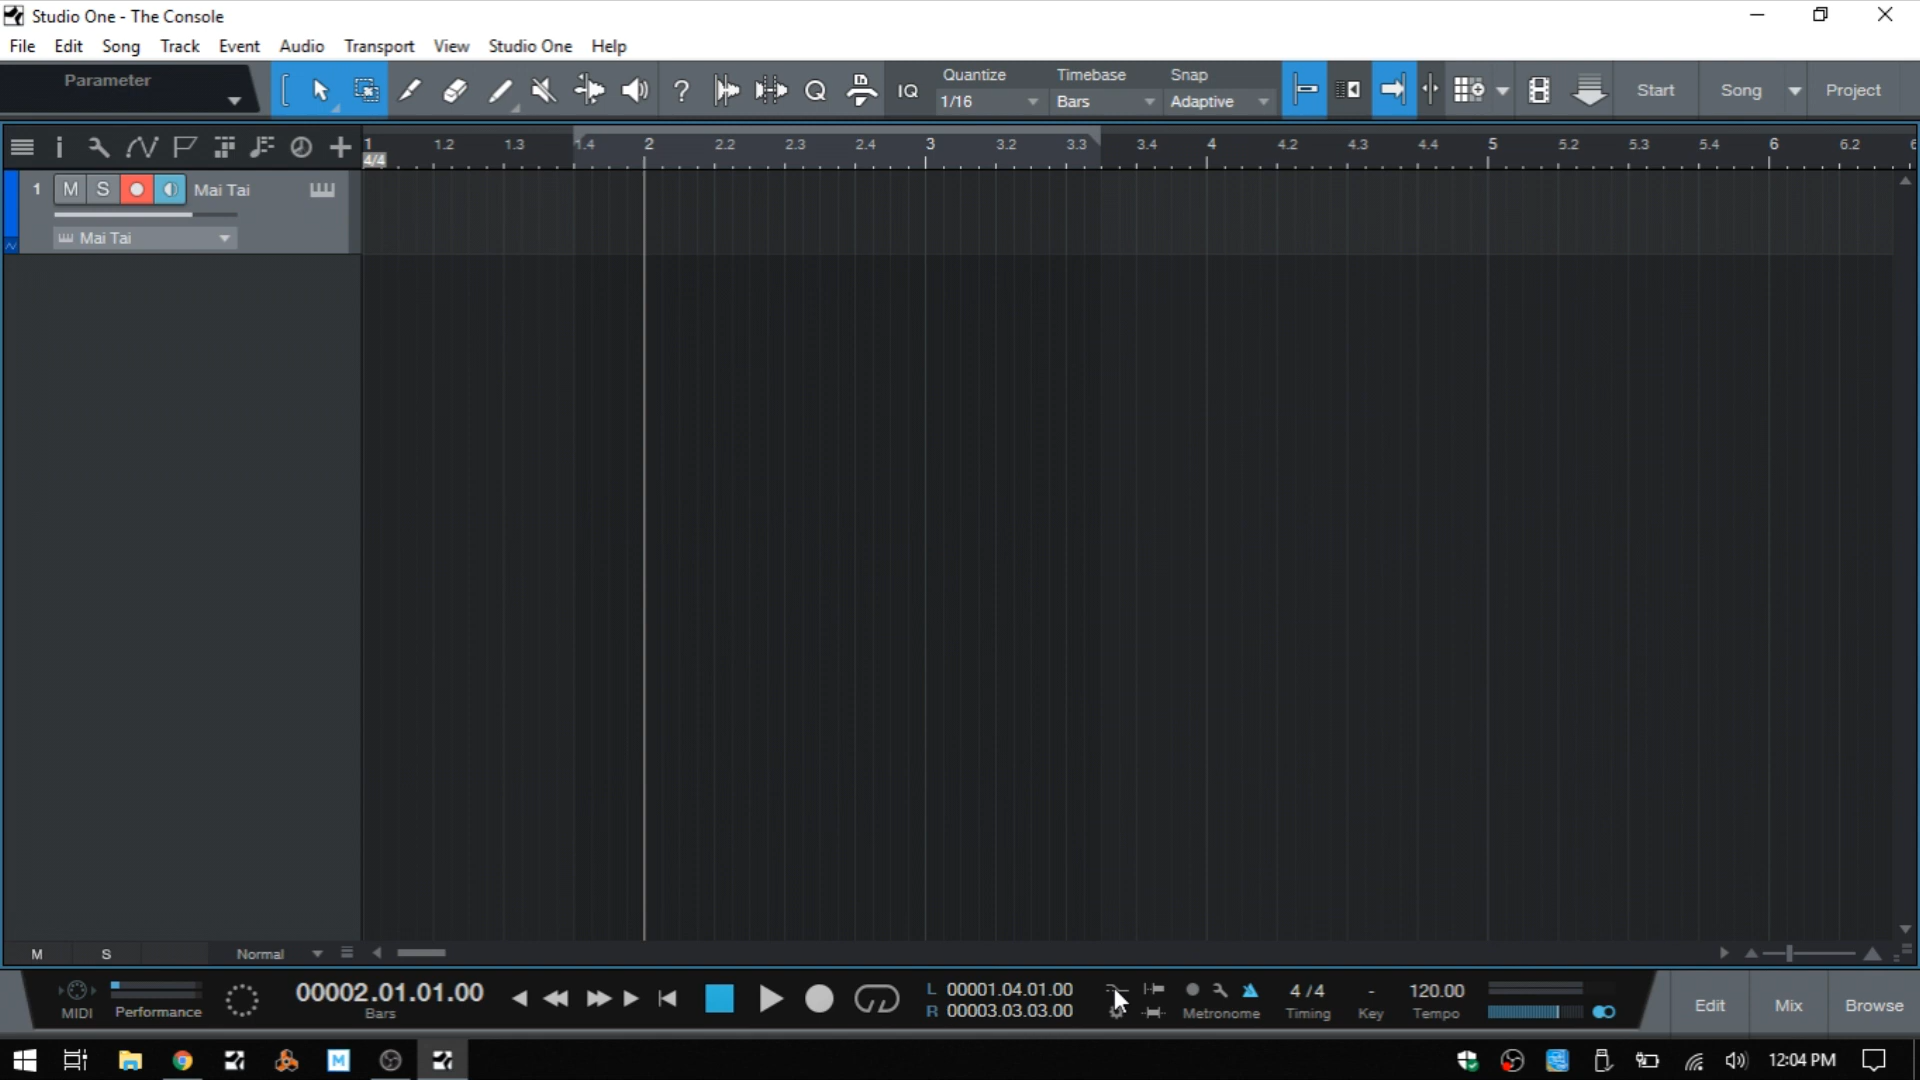 Studio One - The Console
File Edit Song Track Event Audio Transport View Studio One Help
Parameter
? Q IQ
Quantize Timebase Snap
1/16 Bars Adaptive
Start Song Project
1 1.2 1.3 1.4 2 2.2 2.3 2.4 3 3.2 3.3 3.4 4 4.2 4.3 4.4 5 5.2 5.3 5.4 6 6.2
4/4
1 M S Mai Tai
Mai Tai
M S Normal
MIDI Performance
00002.01.01.00
Bars
L 00001.04.01.00
R 00003.03.03.00
Metronome
4 / 4
Timing
-
Key
120.00
Tempo
Edit Mix Browse
M
12:04 PM